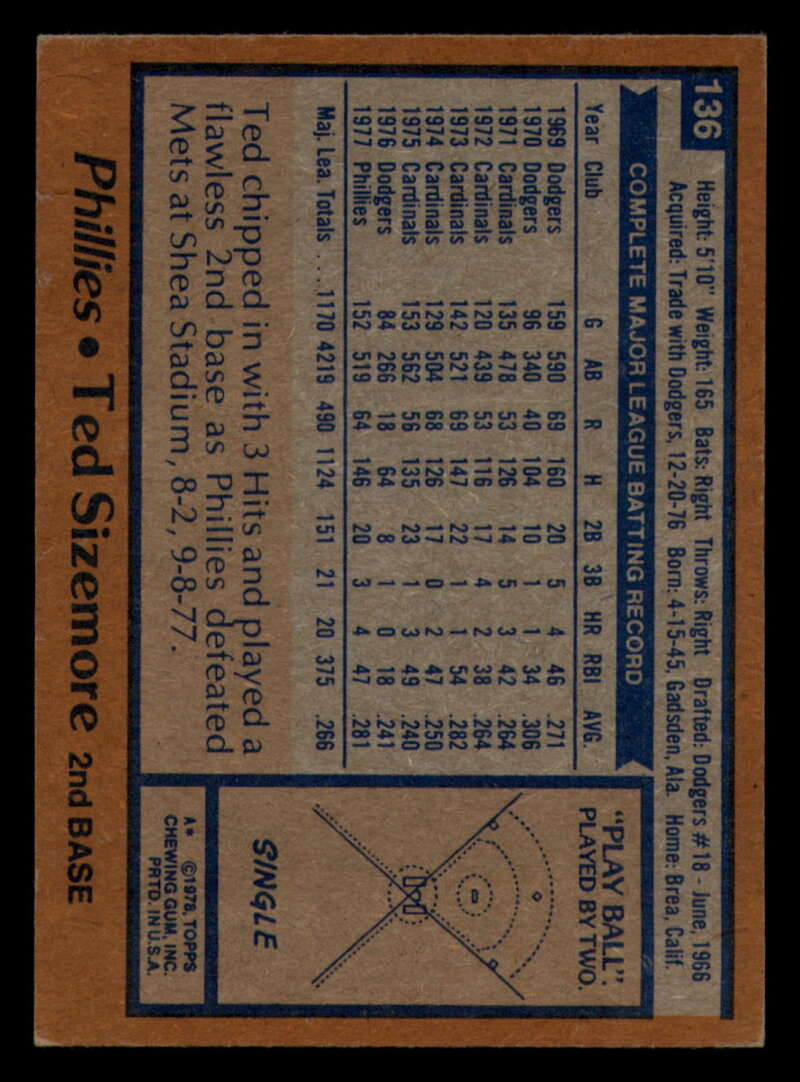 136
Height: 5'10" Weight: 165 Bats: Right Throws: Right Drafted: Dodgers #18 - June, 1966
Acquired: Trade with Dodgers, 12-20-76 Born: 4-15-45, Gadsden, Ala. Home: Brea, Calif.
COMPLETE MAJOR LEAGUE BATTING RECORD
Year Club G AB R H 2B 3B HR RBI AVG.
1969 Dodgers 159 590 69 160 20 5 4 46 .271
1970 Dodgers 96 340 40 104 10 1 1 34 .306
1971 Cardinals 135 478 53 126 14 5 3 42 .264
1972 Cardinals 120 439 53 116 17 4 2 38 .264
1973 Cardinals 142 521 69 147 22 1 1 54 .282
1974 Cardinals 129 504 68 126 17 0 2 47 .250
1975 Cardinals 153 562 56 135 23 1 3 49 .240
1976 Dodgers 84 266 18 64 8 1 0 18 .241
1977 Phillies 152 519 64 146 20 3 4 47 .281
Maj. Lea. Totals ... 1170 4219 490 1124 151 21 20 375 .266
Ted chipped in with 3 Hits and played a
flawless 2nd base as Phillies defeated
Mets at Shea Stadium, 8-2, 9-8-77.
"PLAY BALL":
PLAYED BY TWO.
SINGLE
A* ©1978, TOPPS
CHEWING GUM, INC.
PRTD. IN U.S.A.
Phillies • Ted Sizemore 2nd BASE